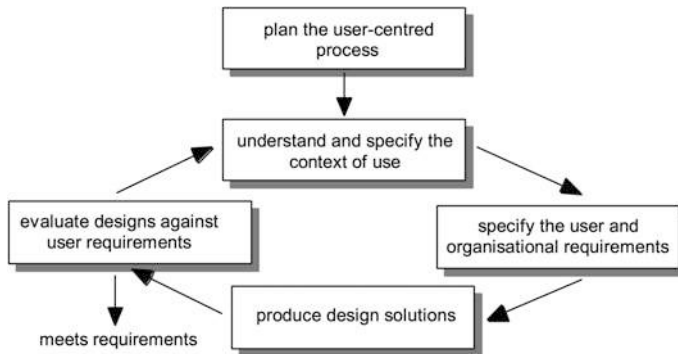 plan the user-centred
process
understand and specify the
context of use
evaluate designs against
user requirements
specify the user and
organisational requirements
produce design solutions
meets requirements